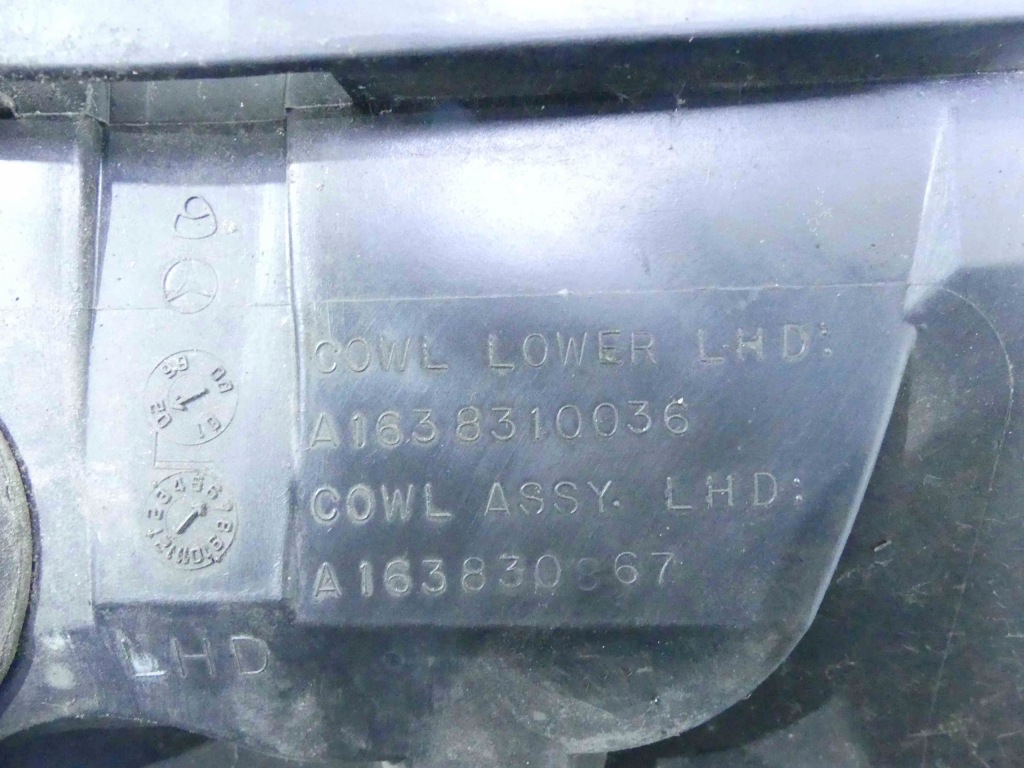 COWL LOWER LHD:
A1638310036
COWL ASSY. LHD:
LHD